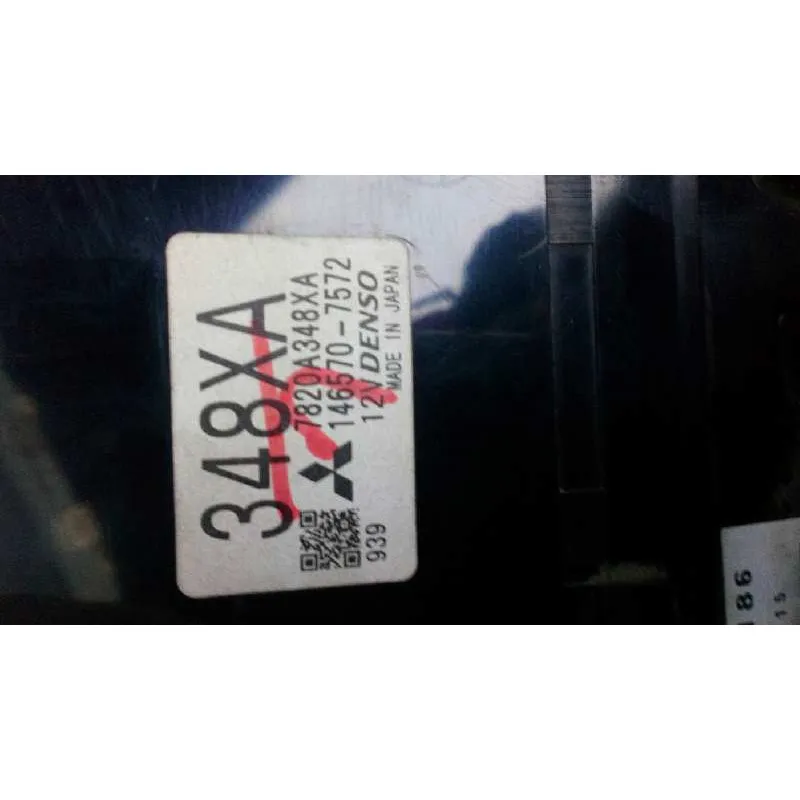 348XA
7820A348XA
146570-7572
12V DENSO
MADE IN JAPAN
939
186
15